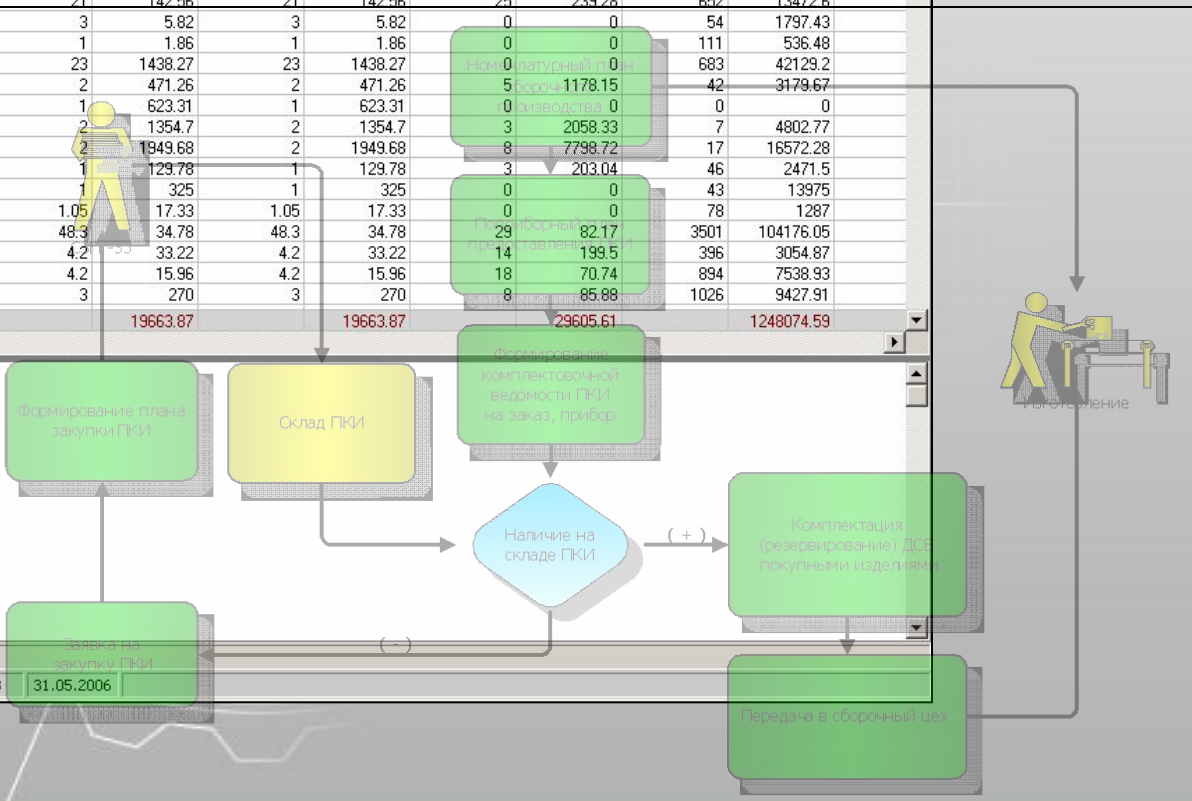 21 142.56 21 142.56 25 239.28 652 13472.6
3 5.82 3 5.82 0 0 54 1797.43
1 1.86 1 1.86 0 0 111 536.48
23 1438.27 23 1438.27 0 0 683 42129.2
2 471.26 2 471.26 5 1178.15 42 3179.67
1 623.31 1 623.31 0 0 0 0
2 1354.7 2 1354.7 3 2058.33 7 4802.77
2 1949.68 2 1949.68 8 7798.72 17 16572.28
1 129.78 1 129.78 3 203.04 46 2471.5
1 325 1 325 0 0 43 13975
1.05 17.33 1.05 17.33 0 0 78 1287
48.3 34.78 48.3 34.78 29 82.17 3501 104176.05
4.2 33.22 4.2 33.22 14 199.5 396 3054.87
4.2 15.96 4.2 15.96 18 70.74 894 7538.93
3 270 3 270 8 85.88 1026 9427.91
19663.87 19663.87 29605.61 1248074.59
Номенклатурный план
сборочного
производства
Поприборный план
предоставления ПКИ
Формирование
комплектовочной
ведомости ПКИ
на заказ, прибор
Формирование плана
закупки ПКИ
Склад ПКИ
Изготовление
Наличие на
складе ПКИ
( + )
Комплектация
(резервирование) ДСЕ
покупными изделиями
( - )
Заявка на
закупку ПКИ
31.05.2006
Передача в сборочный цех